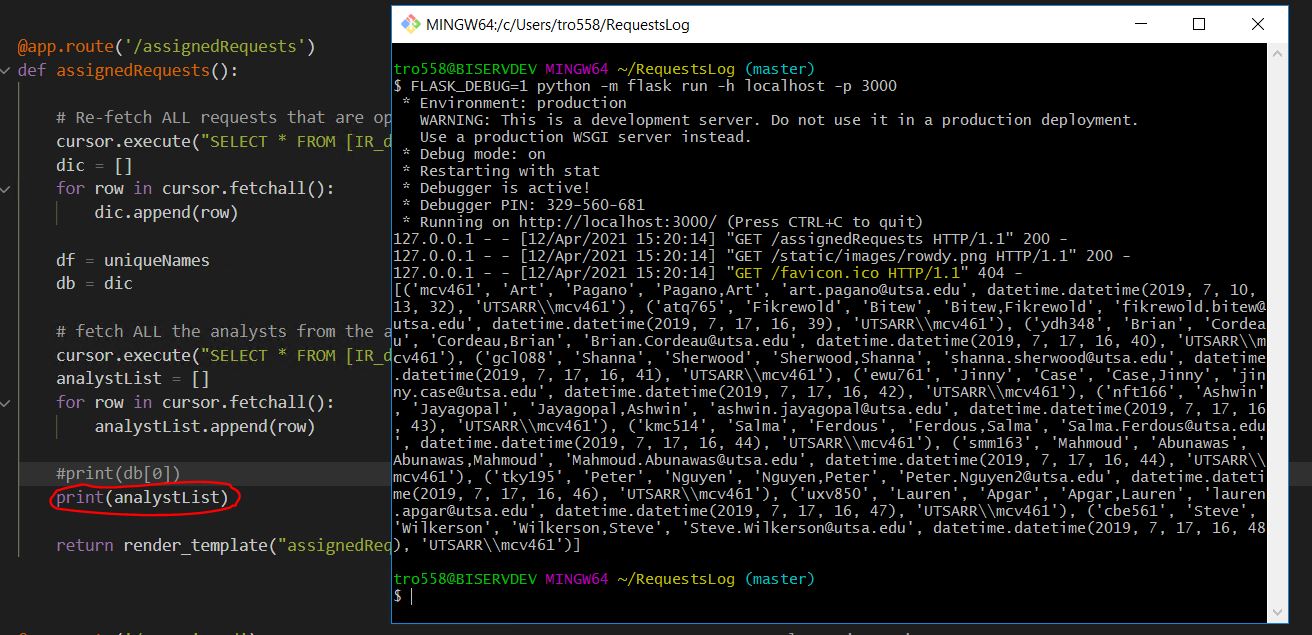 @app.route('/assignedRequests')
def assignedRequests():
# Re-fetch ALL requests that are op
cursor.execute("SELECT * FROM [IR_d
dic = []
for row in cursor.fetchall():
dic.append(row)
df = uniqueNames
db = dic
# fetch ALL the analysts from the a
cursor.execute("SELECT * FROM [IR_d
analystList = []
for row in cursor.fetchall():
analystList.append(row)
#print(db[0])
print(analystList)
return render_template("assignedReq
MINGW64:/c/Users/tro558/RequestsLog
tro558@BISERVDEV MINGW64 ~/RequestsLog (master)
$ FLASK_DEBUG=1 python -m flask run -h localhost -p 3000
* Environment: production
WARNING: This is a development server. Do not use it in a production deployment.
Use a production WSGI server instead.
* Debug mode: on
* Restarting with stat
* Debugger is active!
* Debugger PIN: 329-560-681
* Running on http://localhost:3000/ (Press CTRL+C to quit)
127.0.0.1 - - [12/Apr/2021 15:20:14] "GET /assignedRequests HTTP/1.1" 200 -
127.0.0.1 - - [12/Apr/2021 15:20:14] "GET /static/images/rowdy.png HTTP/1.1" 200 -
127.0.0.1 - - [12/Apr/2021 15:20:14] "GET /favicon.ico HTTP/1.1" 404 -
[('mcv461', 'Art', 'Pagano', 'Pagano,Art', 'art.pagano@utsa.edu', datetime.datetime(2019, 7, 10,
13, 32), 'UTSARR\\mcv461'), ('atq765', 'Fikrewold', 'Bitew', 'Bitew,Fikrewold', 'fikrewold.bitew@
utsa.edu', datetime.datetime(2019, 7, 17, 16, 39), 'UTSARR\\mcv461'), ('ydh348', 'Brian', 'Cordea
u', 'Cordeau,Brian', 'Brian.Cordeau@utsa.edu', datetime.datetime(2019, 7, 17, 16, 40), 'UTSARR\\m
cv461'), ('gcl088', 'Shanna', 'Sherwood', 'Sherwood,Shanna', 'shanna.sherwood@utsa.edu', datetime
.datetime(2019, 7, 17, 16, 41), 'UTSARR\\mcv461'), ('ewu761', 'Jinny', 'Case', 'Case,Jinny', 'jin
ny.case@utsa.edu', datetime.datetime(2019, 7, 17, 16, 42), 'UTSARR\\mcv461'), ('nft166', 'Ashwin'
, 'Jayagopal', 'Jayagopal,Ashwin', 'ashwin.jayagopal@utsa.edu', datetime.datetime(2019, 7, 17, 16
, 43), 'UTSARR\\mcv461'), ('kmc514', 'Salma', 'Ferdous', 'Ferdous,Salma', 'Salma.Ferdous@utsa.edu
', datetime.datetime(2019, 7, 17, 16, 44), 'UTSARR\\mcv461'), ('smm163', 'Mahmoud', 'Abunawas', '
Abunawas,Mahmoud', 'Mahmoud.Abunawas@utsa.edu', datetime.datetime(2019, 7, 17, 16, 44), 'UTSARR\\
mcv461'), ('tky195', 'Peter', 'Nguyen', 'Nguyen,Peter', 'Peter.Nguyen2@utsa.edu', datetime.dateti
me(2019, 7, 17, 16, 46), 'UTSARR\\mcv461'), ('uxv850', 'Lauren', 'Apgar', 'Apgar,Lauren', 'lauren
.apgar@utsa.edu', datetime.datetime(2019, 7, 17, 16, 47), 'UTSARR\\mcv461'), ('cbe561', 'Steve',
'Wilkerson', 'Wilkerson,Steve', 'Steve.Wilkerson@utsa.edu', datetime.datetime(2019, 7, 17, 16, 48
), 'UTSARR\\mcv461')]
tro558@BISERVDEV MINGW64 ~/RequestsLog (master)
$